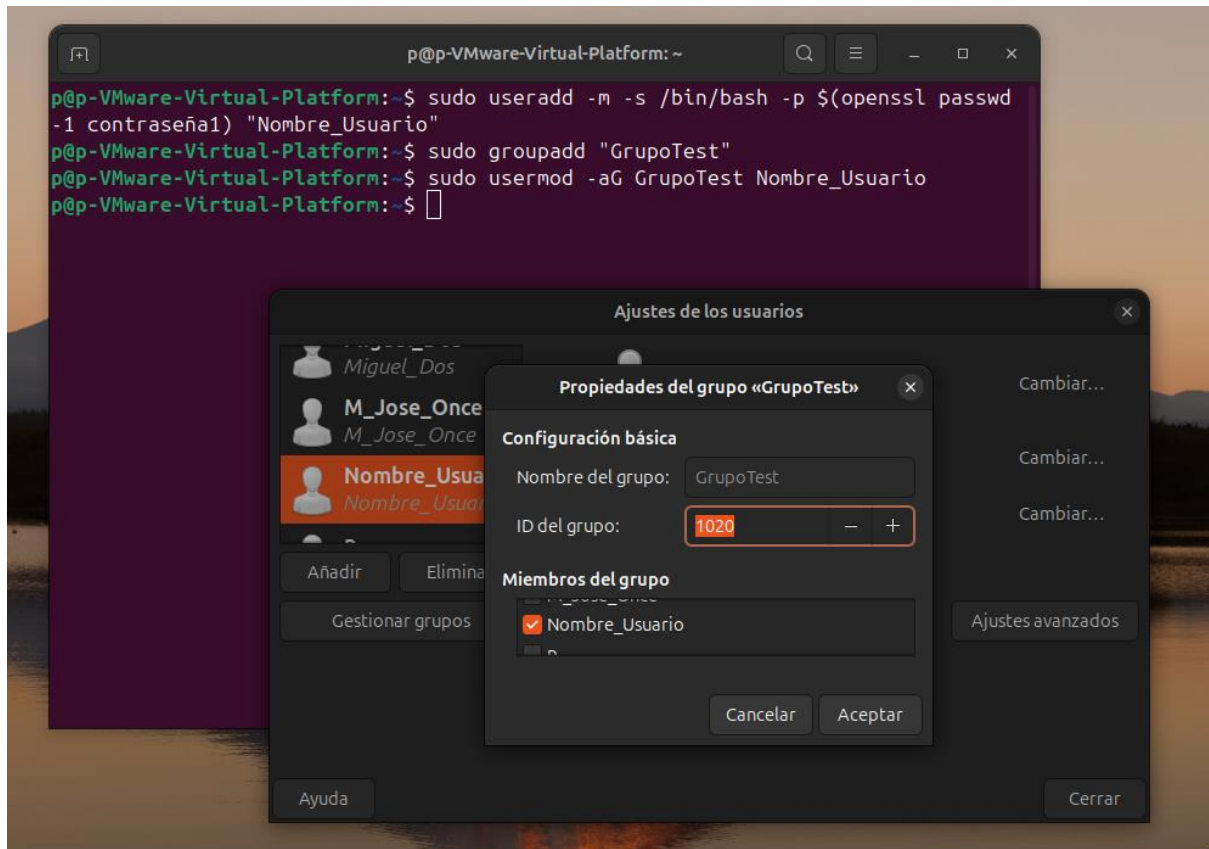 p@p-VMware-Virtual-Platform: ~
p@p-VMware-Virtual-Platform:~$ sudo useradd -m -s /bin/bash -p $(openssl passwd
-1 contraseña1) "Nombre_Usuario"
p@p-VMware-Virtual-Platform:~$ sudo groupadd "GrupoTest"
p@p-VMware-Virtual-Platform:~$ sudo usermod -aG GrupoTest Nombre_Usuario
p@p-VMware-Virtual-Platform:~$
Ajustes de los usuarios
Miguel_Dos
Cambiar...
M_Jose_Once
M_Jose_Once
Cambiar...
Nombre_Usua
Nombre_Usuar
Cambiar...
Añadir
Elimina
Gestionar grupos
Ajustes avanzados
Propiedades del grupo «GrupoTest»
Configuración básica
Nombre del grupo: GrupoTest
ID del grupo: 1020
Miembros del grupo
M_Jose_Once
Nombre_Usuario
Cancelar
Aceptar
Ayuda
Cerrar